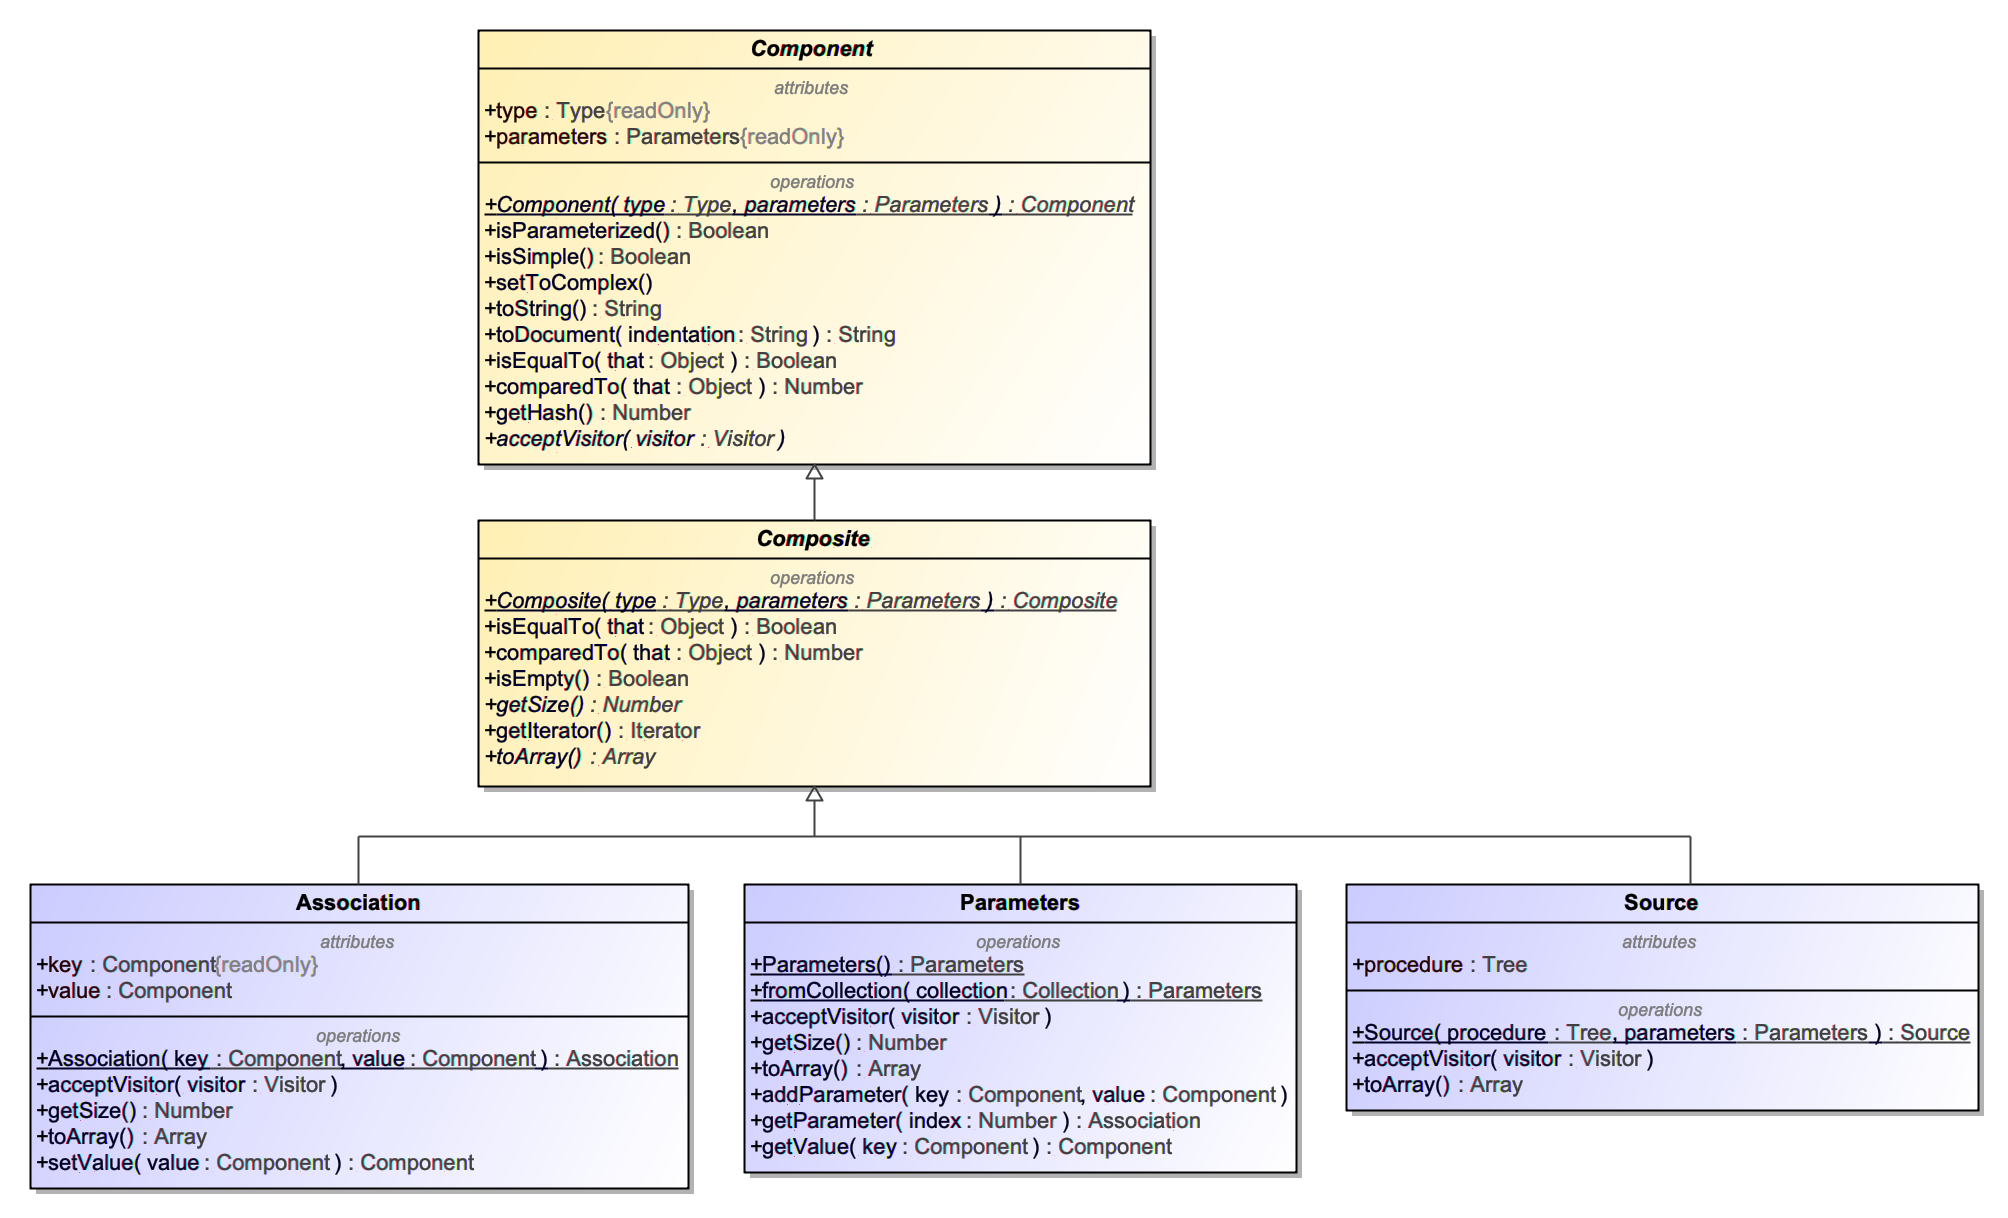 Component
attributes
+type : Type{readOnly}
+parameters : Parameters{readOnly}
operations
+Component( type : Type, parameters : Parameters ) : Component
+isParameterized() : Boolean
+isSimple() : Boolean
+setToComplex()
+toString() : String
+toDocument( indentation : String ) : String
+isEqualTo( that : Object ) : Boolean
+comparedTo( that : Object ) : Number
+getHash() : Number
+acceptVisitor( visitor : Visitor )
Composite
operations
+Composite( type : Type, parameters : Parameters ) : Composite
+isEqualTo( that : Object ) : Boolean
+comparedTo( that : Object ) : Number
+isEmpty() : Boolean
+getSize() : Number
+getIterator() : Iterator
+toArray() : Array
Association
attributes
+key : Component{readOnly}
+value : Component
operations
+Association( key : Component, value : Component ) : Association
+acceptVisitor( visitor : Visitor )
+getSize() : Number
+toArray() : Array
+setValue( value : Component ) : Component
Parameters
operations
+Parameters() : Parameters
+fromCollection( collection : Collection ) : Parameters
+acceptVisitor( visitor : Visitor )
+getSize() : Number
+toArray() : Array
+addParameter( key : Component, value : Component )
+getParameter( index : Number ) : Association
+getValue( key : Component ) : Component
Source
attributes
+procedure : Tree
operations
+Source( procedure : Tree, parameters : Parameters ) : Source
+acceptVisitor( visitor : Visitor )
+toArray() : Array